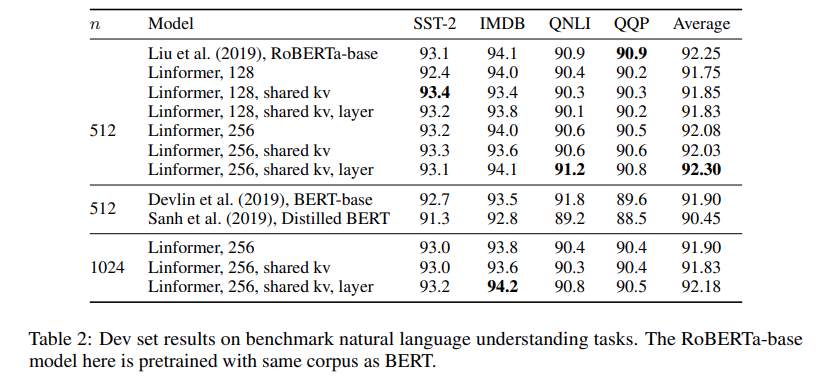 n Model SST-2 IMDB QNLI QQP Average
Liu et al. (2019), RoBERTa-base 93.1 94.1 90.9 90.9 92.25
Linformer, 128 92.4 94.0 90.4 90.2 91.75
Linformer, 128, shared kv 93.4 93.4 90.3 90.3 91.85
Linformer, 128, shared kv, layer 93.2 93.8 90.1 90.2 91.83
512 Linformer, 256 93.2 94.0 90.6 90.5 92.08
Linformer, 256, shared kv 93.3 93.6 90.6 90.6 92.03
Linformer, 256, shared kv, layer 93.1 94.1 91.2 90.8 92.30
512 Devlin et al. (2019), BERT-base 92.7 93.5 91.8 89.6 91.90
Sanh et al. (2019), Distilled BERT 91.3 92.8 89.2 88.5 90.45
Linformer, 256 93.0 93.8 90.4 90.4 91.90
1024 Linformer, 256, shared kv 93.0 93.6 90.3 90.4 91.83
Linformer, 256, shared kv, layer 93.2 94.2 90.8 90.5 92.18
Table 2: Dev set results on benchmark natural language understanding tasks. The RoBERTa-base
model here is pretrained with same corpus as BERT.